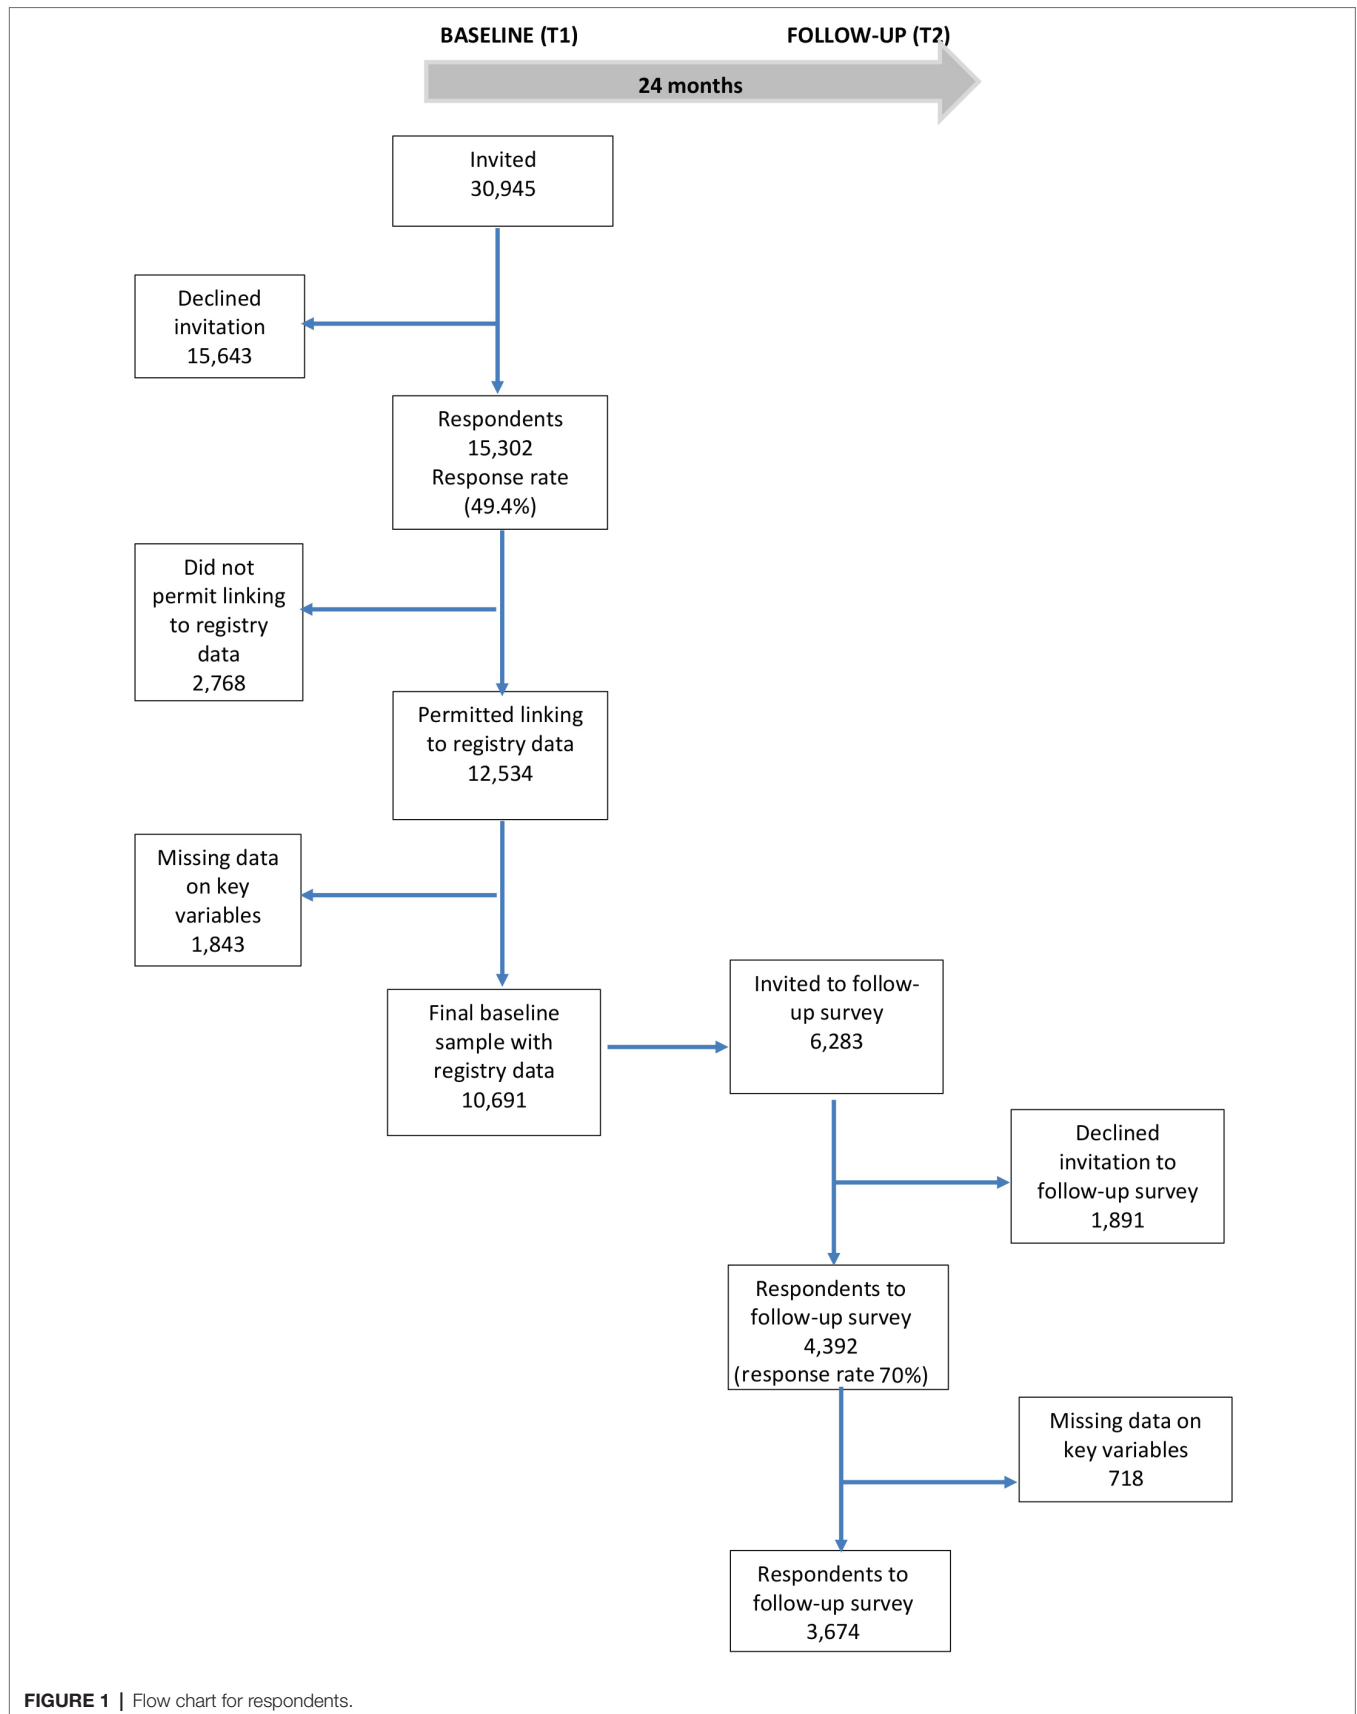 BASELINE (T1)
FOLLOW-UP (T2)
24 months
Invited
30,945
Declined
invitation
15,643
Respondents
15,302
Response rate
(49.4%)
Did not
permit linking
to registry
data
2,768
Permitted linking
to registry data
12,534
Missing data
on key
variables
1,843
Final baseline
sample with
registry data
10,691
Invited to follow-
up survey
6,283
Declined
invitation to
follow-up survey
1,891
Respondents to
follow-up survey
4,392
(response rate 70%)
Missing data on
key variables
718
Respondents to
follow-up survey
3,674
FIGURE 1 | Flow chart for respondents.